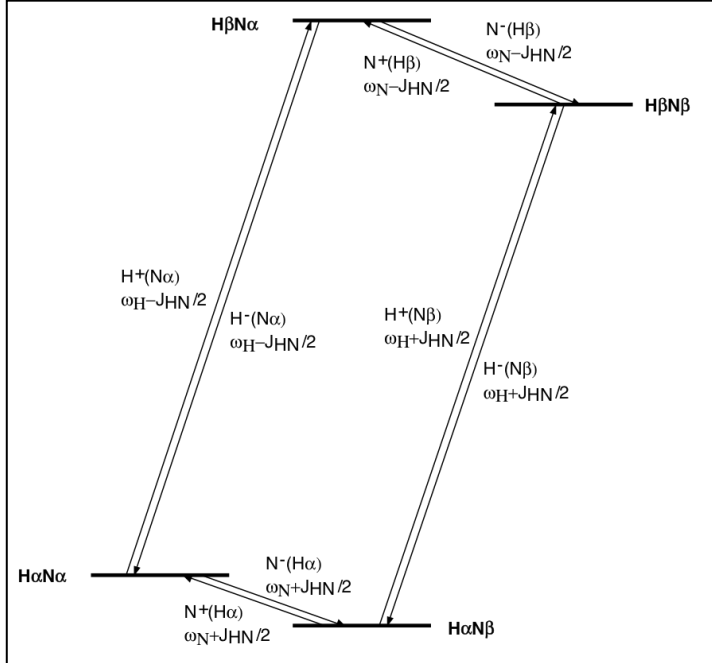 HβNα
N⁻(Hβ)
ωN−JHN/2
N⁺(Hβ)
ωN−JHN/2
HβNβ
H⁺(Nα)
ωH−JHN/2
H⁻(Nα)
ωH−JHN/2
H⁺(Nβ)
ωH+JHN/2
H⁻(Nβ)
ωH+JHN/2
HαNα
N⁻(Hα)
ωN+JHN/2
N⁺(Hα)
ωN+JHN/2
HαNβ